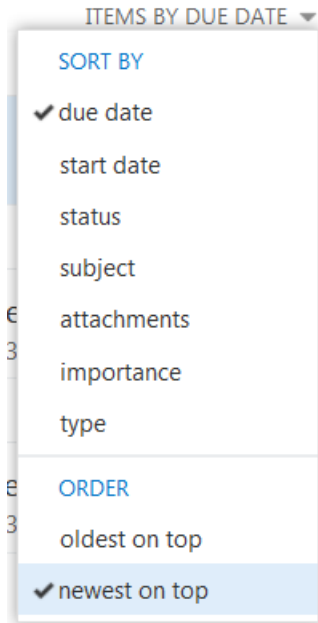 ITEMS BY DUE DATE
SORT BY
due date
start date
status
subject
attachments
importance
type
ORDER
oldest on top
newest on top